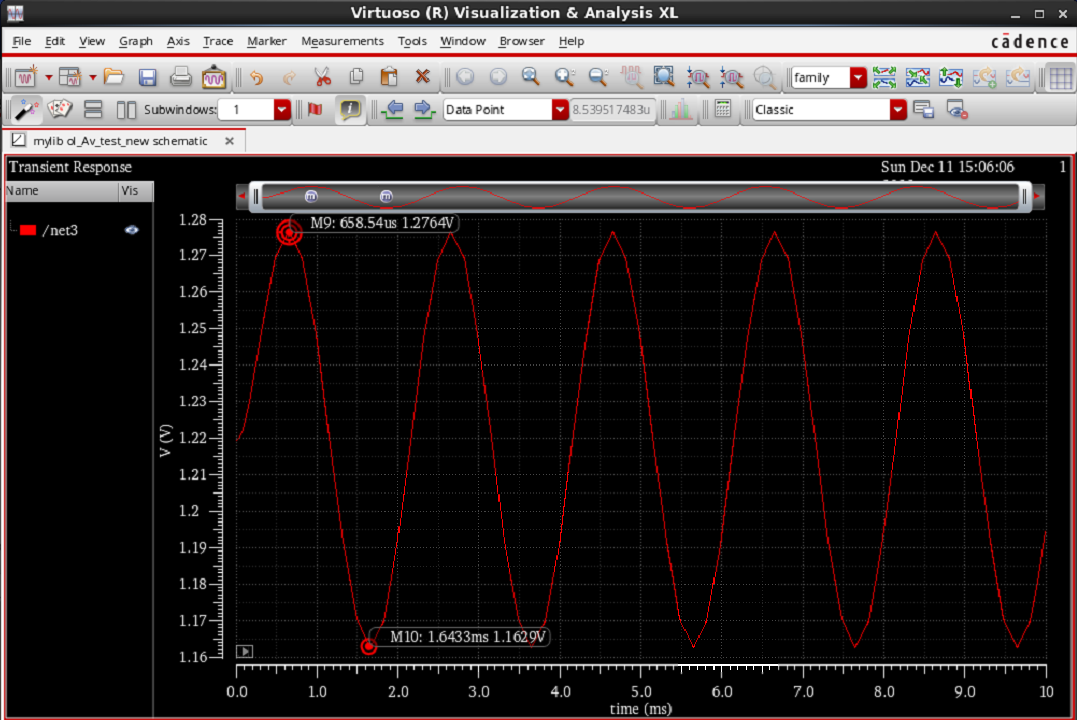 Virtuoso (R) Visualization & Analysis XL
File Edit View Graph Axis Trace Marker Measurements Tools Window Browser Help
cādence
family
Subwindows: 1
Data Point
8.539517483u
Classic
mylib ol_Av_test_new schematic
Transient Response
Sun Dec 11 15:06:06
1
Name Vis
/net3
M9: 658.54us 1.2764V
M10: 1.6433ms 1.1629V
V (V)
1.28
1.27
1.26
1.25
1.24
1.23
1.22
1.21
1.2
1.19
1.18
1.17
1.16
0.0 1.0 2.0 3.0 4.0 5.0 6.0 7.0 8.0 9.0 10
time (ms)